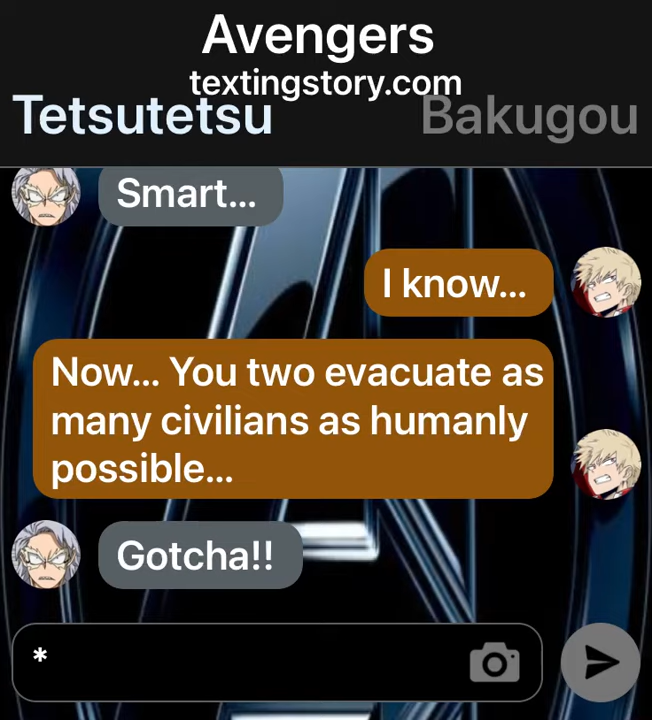 Avengers
textingstory.com
Tetsutetsu
Bakugou
Smart...
I know...
Now... You two evacuate as
many civilians as humanly
possible...
Gotcha!!
*